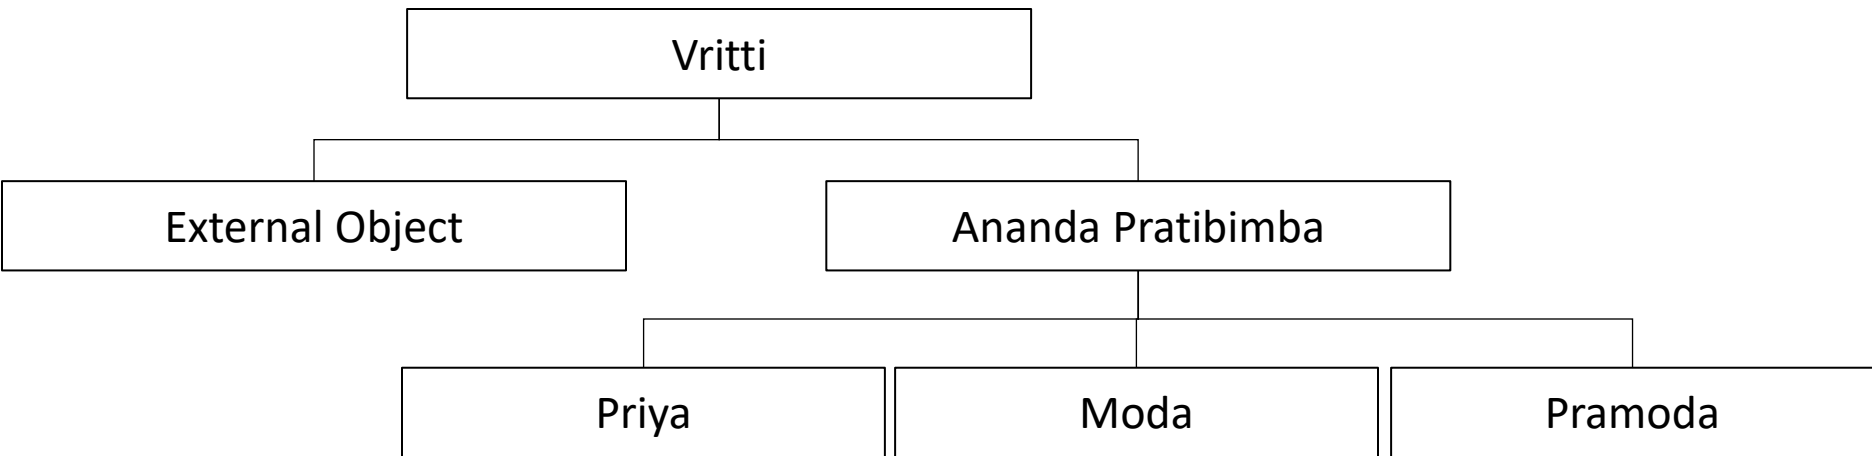 Vritti
External Object
Ananda Pratibimba
Priya
Moda
Pramoda